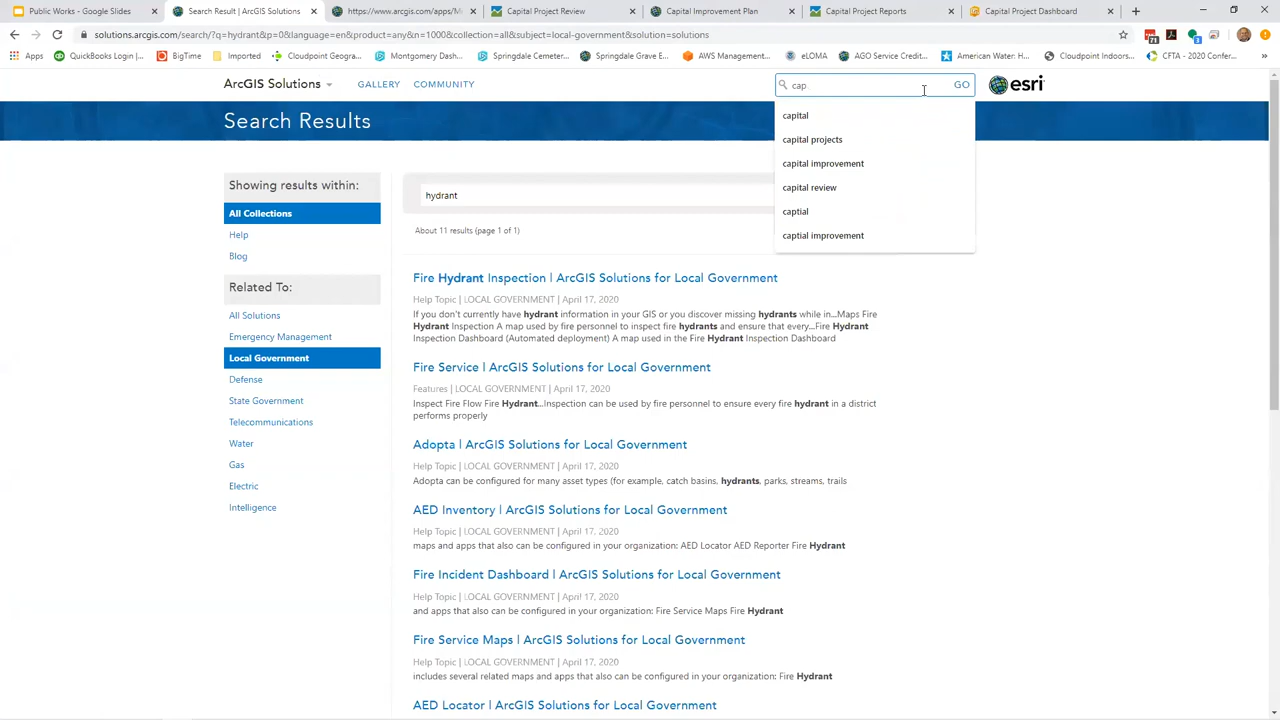 Public Works - Google Slides
Search Result | ArcGIS Solutions
https://www.arcgis.com/apps/M
Capital Project Review
Capital Improvement Plan
Capital Project Reports
Capital Project Dashboard
solutions.arcgis.com/search/?q=hydrant&p=0&language=en&product=any&n=1000&collection=all&subject=local-government&solution=solutions
Apps
QuickBooks Login |...
BigTime
Imported
Cloudpoint Geogra...
Montgomery Dash...
Springdale Cemeter...
Springdale Grave E...
AWS Management...
eLOMA
AGO Service Credit...
American Water: H...
Cloudpoint Indoors...
CFTA - 2020 Confer...
ArcGIS Solutions
GALLERY
COMMUNITY
cap
GO
esri
Search Results
capital
capital projects
capital improvement
capital review
captial
captial improvement
Showing results within:
All Collections
Help
Blog
Related To:
All Solutions
Emergency Management
Local Government
Defense
State Government
Telecommunications
Water
Gas
Electric
Intelligence
hydrant
About 11 results (page 1 of 1)
Fire Hydrant Inspection | ArcGIS Solutions for Local Government
Help Topic | LOCAL GOVERNMENT | April 17, 2020
If you don't currently have hydrant information in your GIS or you discover missing hydrants while in...Maps Fire
Hydrant Inspection A map used by fire personnel to inspect fire hydrants and ensure that every...Fire Hydrant
Inspection Dashboard (Automated deployment) A map used in the Fire Hydrant Inspection Dashboard
Fire Service | ArcGIS Solutions for Local Government
Features | LOCAL GOVERNMENT | April 17, 2020
Inspect Fire Flow Fire Hydrant...Inspection can be used by fire personnel to ensure every fire hydrant in a district
performs properly
Adopta | ArcGIS Solutions for Local Government
Help Topic | LOCAL GOVERNMENT | April 17, 2020
Adopta can be configured for many asset types (for example, catch basins, hydrants, parks, streams, trails
AED Inventory | ArcGIS Solutions for Local Government
Help Topic | LOCAL GOVERNMENT | April 17, 2020
maps and apps that also can be configured in your organization: AED Locator AED Reporter Fire Hydrant
Fire Incident Dashboard | ArcGIS Solutions for Local Government
Help Topic | LOCAL GOVERNMENT | April 17, 2020
and apps that also can be configured in your organization: Fire Service Maps Fire Hydrant
Fire Service Maps | ArcGIS Solutions for Local Government
Help Topic | LOCAL GOVERNMENT | April 17, 2020
includes several related maps and apps that also can be configured in your organization: Fire Hydrant
AED Locator | ArcGIS Solutions for Local Government